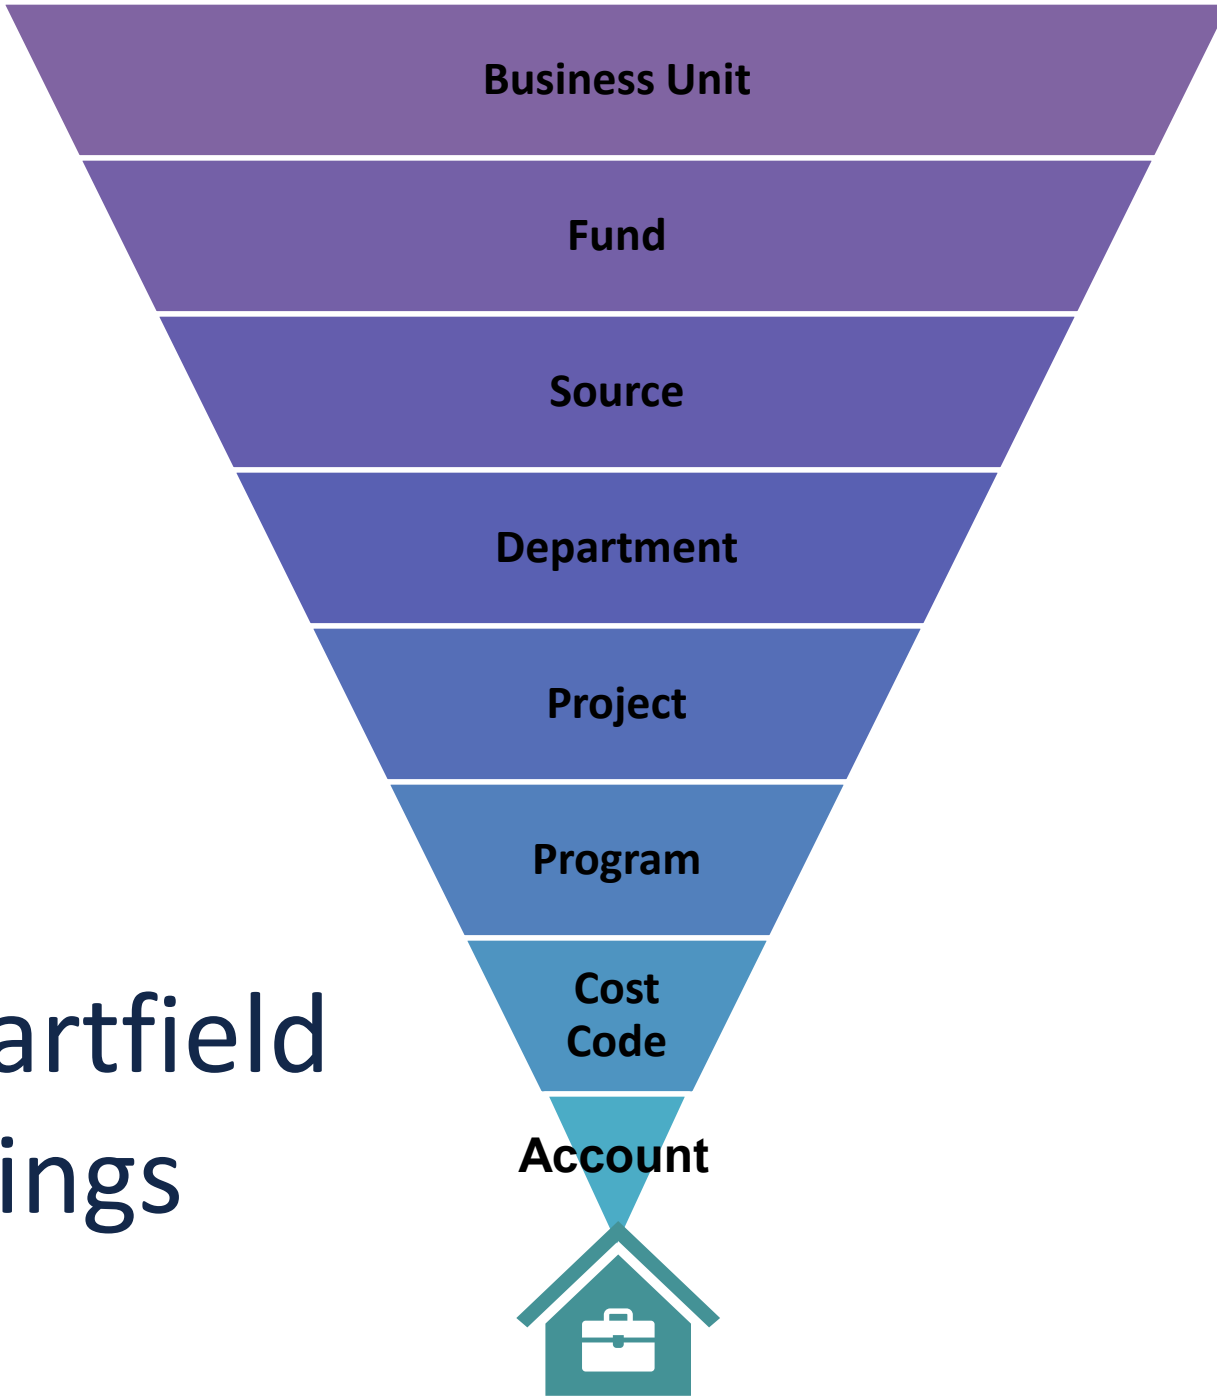 Business Unit
Fund
Source
Department
Project
Program
Cost
Code
artfield
ings
Account